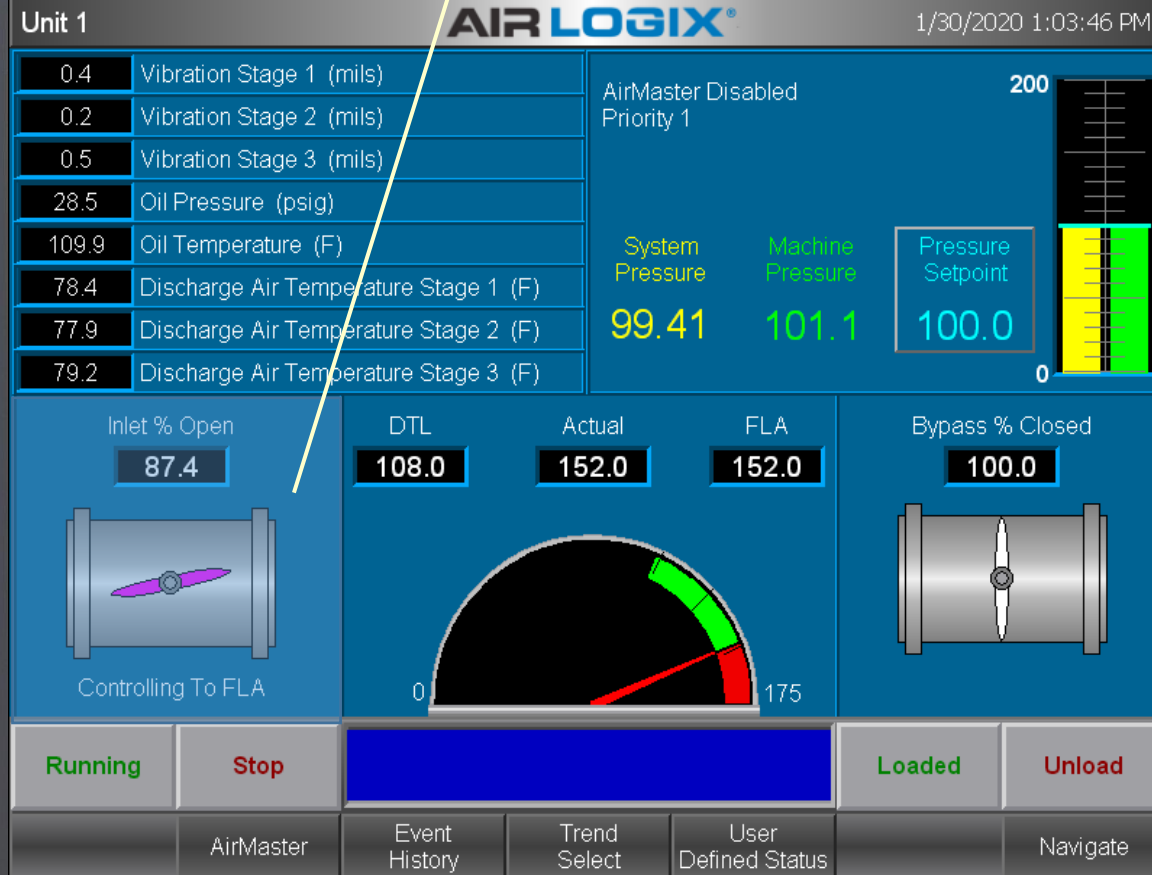 Unit 1
AIR LOGIX®
1/30/2020 1:03:46 PM
0.4 Vibration Stage 1 (mils)
0.2 Vibration Stage 2 (mils)
0.5 Vibration Stage 3 (mils)
28.5 Oil Pressure (psig)
109.9 Oil Temperature (F)
78.4 Discharge Air Temperature Stage 1 (F)
77.9 Discharge Air Temperature Stage 2 (F)
79.2 Discharge Air Temperature Stage 3 (F)
AirMaster Disabled
Priority 1
200
System
Pressure
99.41
Machine
Pressure
101.1
Pressure
Setpoint
100.0
0
Inlet % Open
87.4
Controlling To FLA
DTL
108.0
Actual
152.0
FLA
152.0
0
175
Bypass % Closed
100.0
Running
Stop
Loaded
Unload
AirMaster
Event
History
Trend
Select
User
Defined Status
Navigate